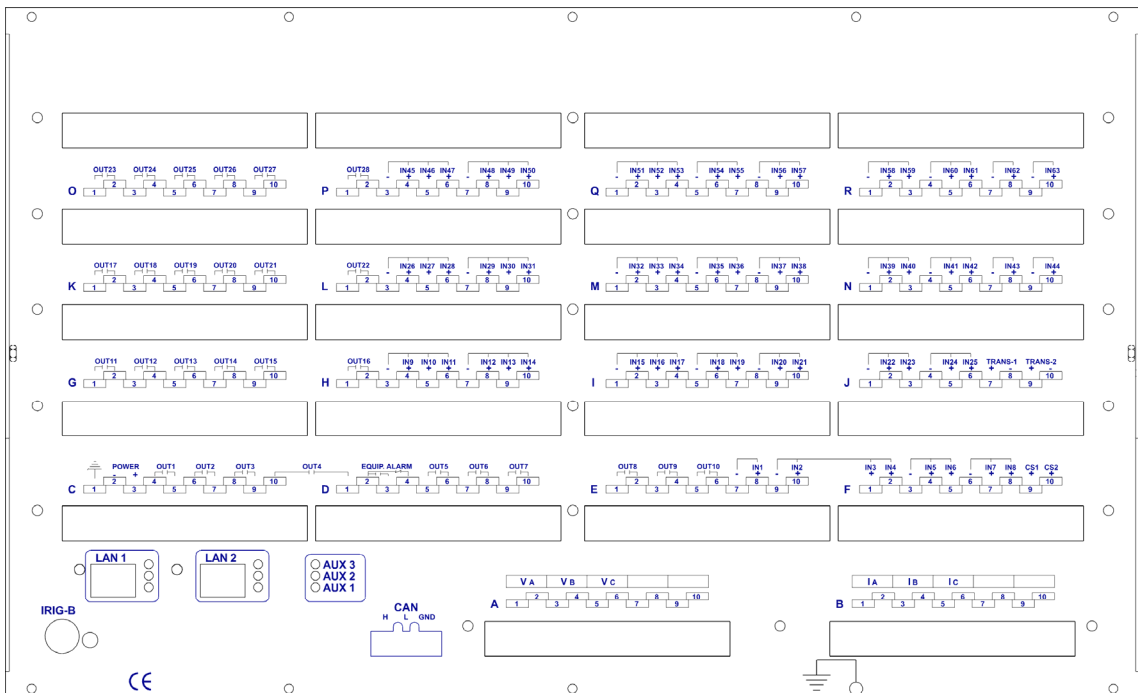 OUT23 OUT24 OUT25 OUT26 OUT27 OUT28 IN45 IN46 IN47 IN48 IN49 IN50 IN51 IN52 IN53 IN54 IN55 IN56 IN57 IN58 IN59 IN60 IN61 IN62 IN63
- + + + - + + + - + + + - + + - + + - + + - + + - + - +
O 1 2 3 4 5 6 7 8 9 10 P 1 2 3 4 5 6 7 8 9 10 Q 1 2 3 4 5 6 7 8 9 10 R 1 2 3 4 5 6 7 8 9 10
OUT17 OUT18 OUT19 OUT20 OUT21 OUT22 IN26 IN27 IN28 IN29 IN30 IN31 IN32 IN33 IN34 IN35 IN36 IN37 IN38 IN39 IN40 IN41 IN42 IN43 IN44
- + + + - + + + - + + + - + + - + + - + + - + + - + - +
K 1 2 3 4 5 6 7 8 9 10 L 1 2 3 4 5 6 7 8 9 10 M 1 2 3 4 5 6 7 8 9 10 N 1 2 3 4 5 6 7 8 9 10
OUT11 OUT12 OUT13 OUT14 OUT15 OUT16 IN9 IN10 IN11 IN12 IN13 IN14 IN15 IN16 IN17 IN18 IN19 IN20 IN21 IN22 IN23 IN24 IN25 TRANS-1 TRANS-2
- + + + - + + + - + + + - + + - + + - + + - + + + - + -
G 1 2 3 4 5 6 7 8 9 10 H 1 2 3 4 5 6 7 8 9 10 I 1 2 3 4 5 6 7 8 9 10 J 1 2 3 4 5 6 7 8 9 10
POWER OUT1 OUT2 OUT3 OUT4 EQUIP. ALARM OUT5 OUT6 OUT7 OUT8 OUT9 OUT10 IN1 IN2 IN3 IN4 IN5 IN6 IN7 IN8 CS1 CS2
- + - + - + + + - + + - + + + +
C 1 2 3 4 5 6 7 8 9 10 D 1 2 3 4 5 6 7 8 9 10 E 1 2 3 4 5 6 7 8 9 10 F 1 2 3 4 5 6 7 8 9 10
LAN 1 LAN 2
AUX 3
AUX 2
AUX 1
VA VB VC IA IB IC
A 1 2 3 4 5 6 7 8 9 10 B 1 2 3 4 5 6 7 8 9 10
IRIG-B
CAN
H L GND
CE